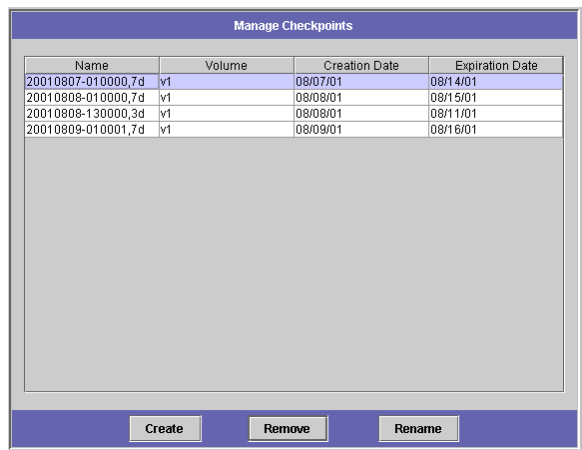 Manage Checkpoints
Name Volume Creation Date Expiration Date
20010807-010000,7d v1 08/07/01 08/14/01
20010808-010000,7d v1 08/08/01 08/15/01
20010808-130000,3d v1 08/08/01 08/11/01
20010809-010001,7d v1 08/09/01 08/16/01
Create Remove Rename